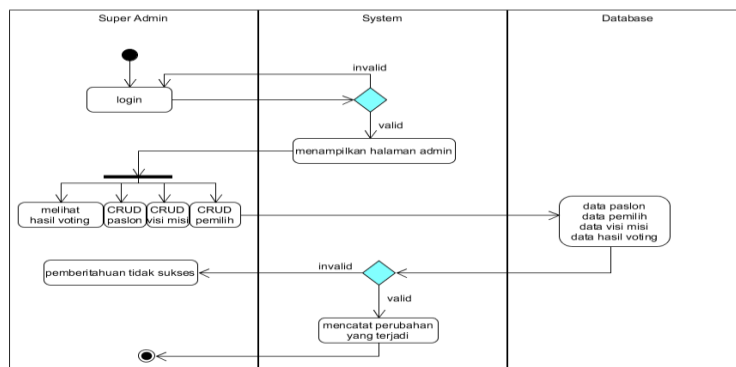 Super Admin
System
Database
invalid
login
valid
menampilkan halaman admin
melihat
hasil voting
CRUD
paslon
CRUD
visi misi
CRUD
pemilih
data paslon
data pemilih
data visi misi
data hasil voting
pemberitahuan tidak sukses
invalid
valid
mencatat perubahan
yang terjadi